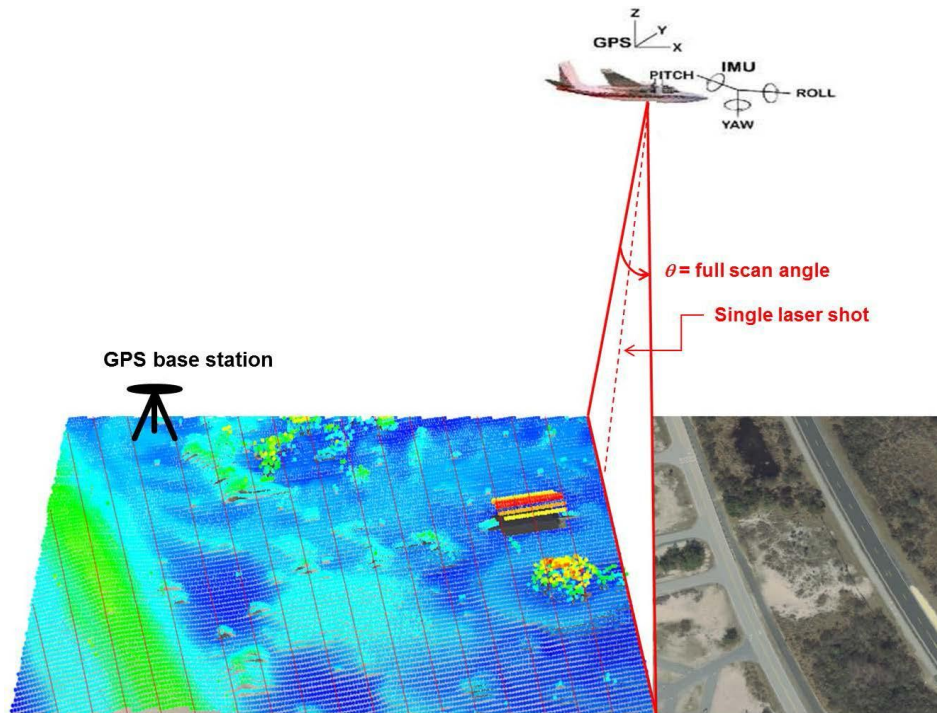 Z
Y
GPS
X
IMU
PITCH
ROLL
YAW
θ = full scan angle
Single laser shot
GPS base station